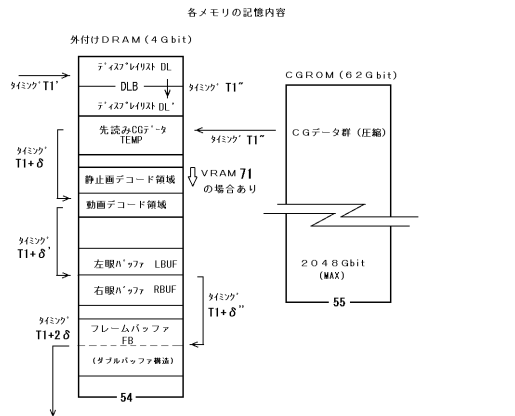 各メモリの記憶内容
外付けDRAM(4Gbit)
ディスプレイリスト DL
DLB
ディスプレイリスト DL'
タイミング T1'
タイミング T1"
先読みCGデータ
TEMP
タイミング T1"
CGROM(62Gbit)
CGデータ群(圧縮)
2048Gbit
(MAX)
55
タイミング
T1+δ
静止画デコード領域
VRAM 71
の場合あり
動画デコード領域
タイミング
T1+δ'
左眼バッファ LBUF
右眼バッファ RBUF
タイミング
T1+δ"
タイミング
T1+2δ
フレームバッファ
FB
(ダブルバッファ構造)
54